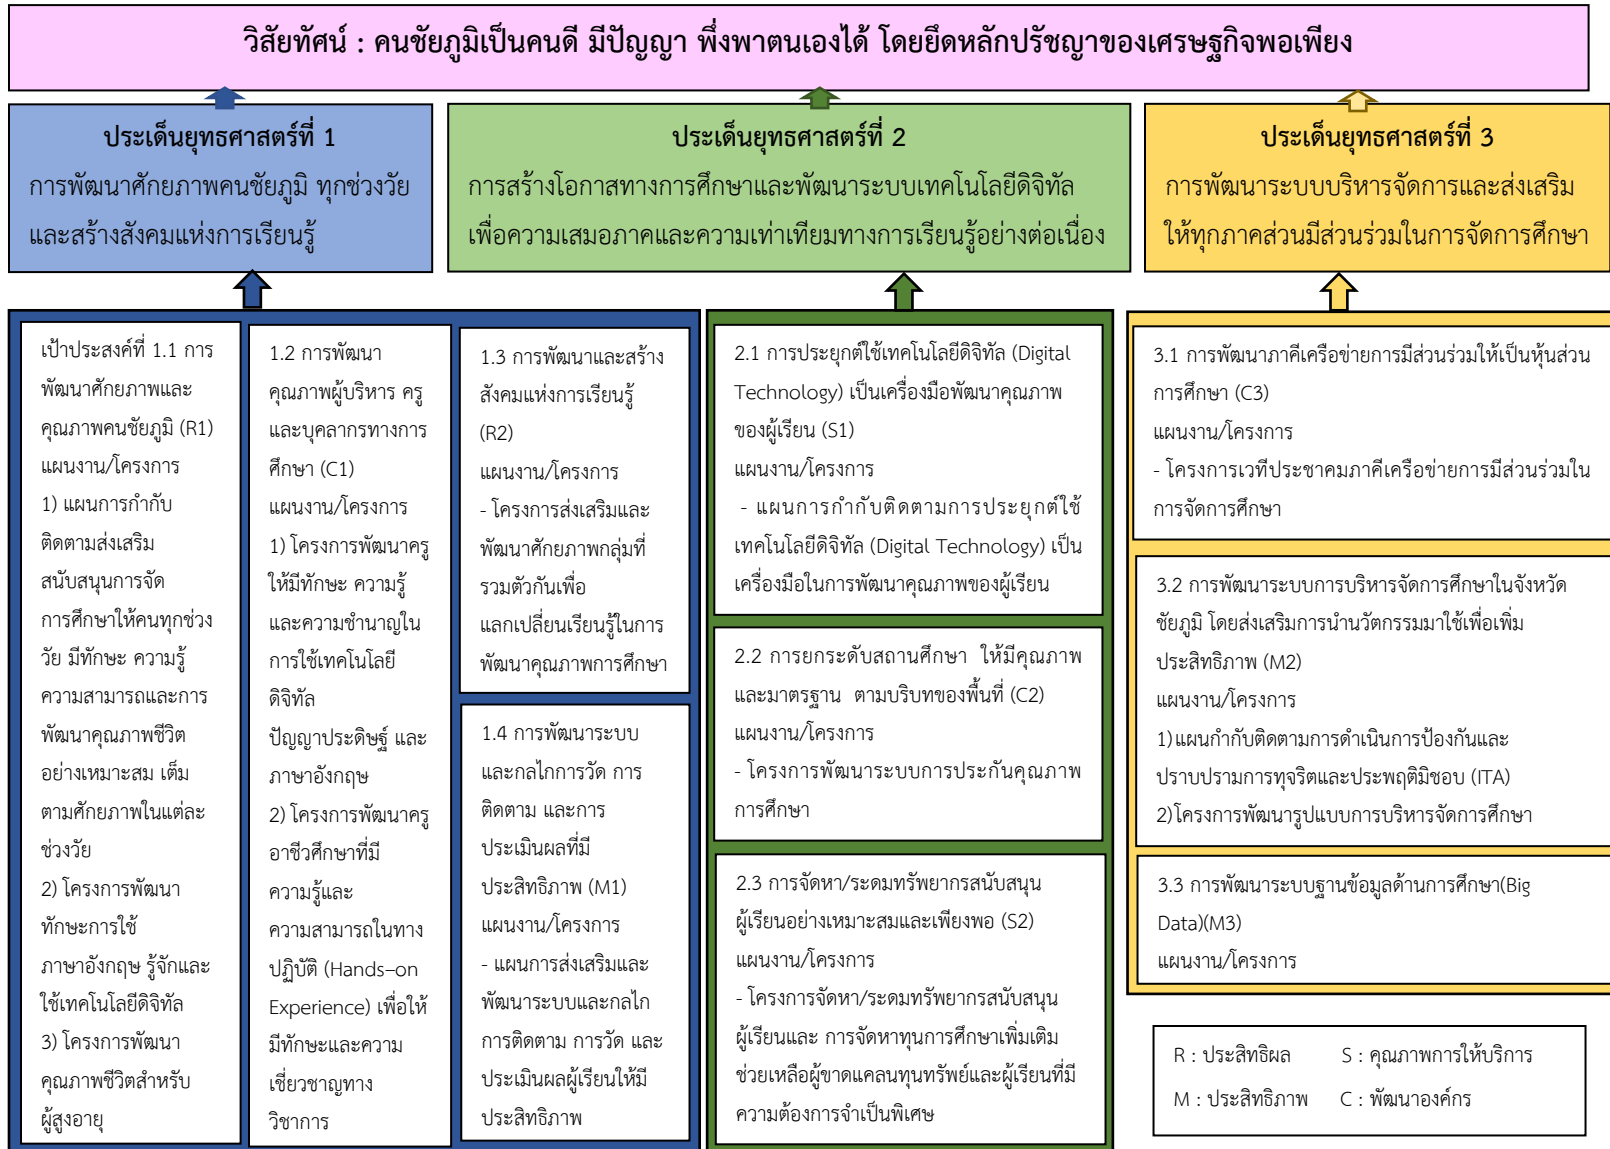 วิสัยทัศน์ : คนชัยภูมิเป็นคนดี มีปัญญา พึ่งพาตนเองได้ โดยยึดหลักปรัชญาของเศรษฐกิจพอเพียง
ประเด็นยุทธศาสตร์ที่ 1
การพัฒนาศักยภาพคนชัยภูมิ ทุกช่วงวัย
และสร้างสังคมแห่งการเรียนรู้
ประเด็นยุทธศาสตร์ที่ 2
การสร้างโอกาสทางการศึกษาและพัฒนาระบบเทคโนโลยีดิจิทัล
เพื่อความเสมอภาคและความเท่าเทียมทางการเรียนรู้อย่างต่อเนื่อง
ประเด็นยุทธศาสตร์ที่ 3
การพัฒนาระบบบริหารจัดการและส่งเสริม
ให้ทุกภาคส่วนมีส่วนร่วมในการจัดการศึกษา
เป้าประสงค์ที่ 1.1 การ
พัฒนาศักยภาพและ
คุณภาพคนชัยภูมิ (R1)
แผนงาน/โครงการ
1) แผนการกำกับ
ติดตามส่งเสริม
สนับสนุนการจัด
การศึกษาให้คนทุกช่วง
วัย มีทักษะ ความรู้
ความสามารถและการ
พัฒนาคุณภาพชีวิต
อย่างเหมาะสม เต็ม
ตามศักยภาพในแต่ละ
ช่วงวัย
2) โครงการพัฒนา
ทักษะการใช้
ภาษาอังกฤษ รู้จักและ
ใช้เทคโนโลยีดิจิทัล
3) โครงการพัฒนา
คุณภาพชีวิตสำหรับ
ผู้สูงอายุ
1.2 การพัฒนา
คุณภาพผู้บริหาร ครู
และบุคลากรทางการ
ศึกษา (C1)
แผนงาน/โครงการ
1) โครงการพัฒนาครู
ให้มีทักษะ ความรู้
และความชำนาญใน
การใช้เทคโนโลยี
ดิจิทัล
ปัญญาประดิษฐ์ และ
ภาษาอังกฤษ
2) โครงการพัฒนาครู
อาชีวศึกษาที่มี
ความรู้และ
ความสามารถในทาง
ปฏิบัติ (Hands–on
Experience) เพื่อให้
มีทักษะและความ
เชี่ยวชาญทาง
วิชาการ
1.3 การพัฒนาและสร้าง
สังคมแห่งการเรียนรู้
(R2)
แผนงาน/โครงการ
- โครงการส่งเสริมและ
พัฒนาศักยภาพกลุ่มที่
รวมตัวกันเพื่อ
แลกเปลี่ยนเรียนรู้ในการ
พัฒนาคุณภาพการศึกษา
1.4 การพัฒนาระบบ
และกลไกการวัด การ
ติดตาม และการ
ประเมินผลที่มี
ประสิทธิภาพ (M1)
แผนงาน/โครงการ
- แผนการส่งเสริมและ
พัฒนาระบบและกลไก
การติดตาม การวัด และ
ประเมินผลผู้เรียนให้มี
ประสิทธิภาพ
2.1 การประยุกต์ใช้เทคโนโลยีดิจิทัล (Digital
Technology) เป็นเครื่องมือพัฒนาคุณภาพ
ของผู้เรียน (S1)
แผนงาน/โครงการ
- แผนการกำกับติดตามการประยุกต์ใช้
เทคโนโลยีดิจิทัล (Digital Technology) เป็น
เครื่องมือในการพัฒนาคุณภาพของผู้เรียน
2.2 การยกระดับสถานศึกษา ให้มีคุณภาพ
และมาตรฐาน ตามบริบทของพื้นที่ (C2)
แผนงาน/โครงการ
- โครงการพัฒนาระบบการประกันคุณภาพ
การศึกษา
2.3 การจัดหา/ระดมทรัพยากรสนับสนุน
ผู้เรียนอย่างเหมาะสมและเพียงพอ (S2)
แผนงาน/โครงการ
- โครงการจัดหา/ระดมทรัพยากรสนับสนุน
ผู้เรียนและ การจัดหาทุนการศึกษาเพิ่มเติม
ช่วยเหลือผู้ขาดแคลนทุนทรัพย์และผู้เรียนที่มี
ความต้องการจำเป็นพิเศษ
3.1 การพัฒนาภาคีเครือข่ายการมีส่วนร่วมให้เป็นหุ้นส่วน
การศึกษา (C3)
แผนงาน/โครงการ
- โครงการเวทีประชาคมภาคีเครือข่ายการมีส่วนร่วมใน
การจัดการศึกษา
3.2 การพัฒนาระบบการบริหารจัดการศึกษาในจังหวัด
ชัยภูมิ โดยส่งเสริมการนำนวัตกรรมมาใช้เพื่อเพิ่ม
ประสิทธิภาพ (M2)
แผนงาน/โครงการ
1)แผนกำกับติดตามการดำเนินการป้องกันและ
ปราบปรามการทุจริตและประพฤติมิชอบ (ITA)
2)โครงการพัฒนารูปแบบการบริหารจัดการศึกษา
3.3 การพัฒนาระบบฐานข้อมูลด้านการศึกษา(Big
Data)(M3)
แผนงาน/โครงการ
R : ประสิทธิผล S : คุณภาพการให้บริการ
M : ประสิทธิภาพ C : พัฒนาองค์กร